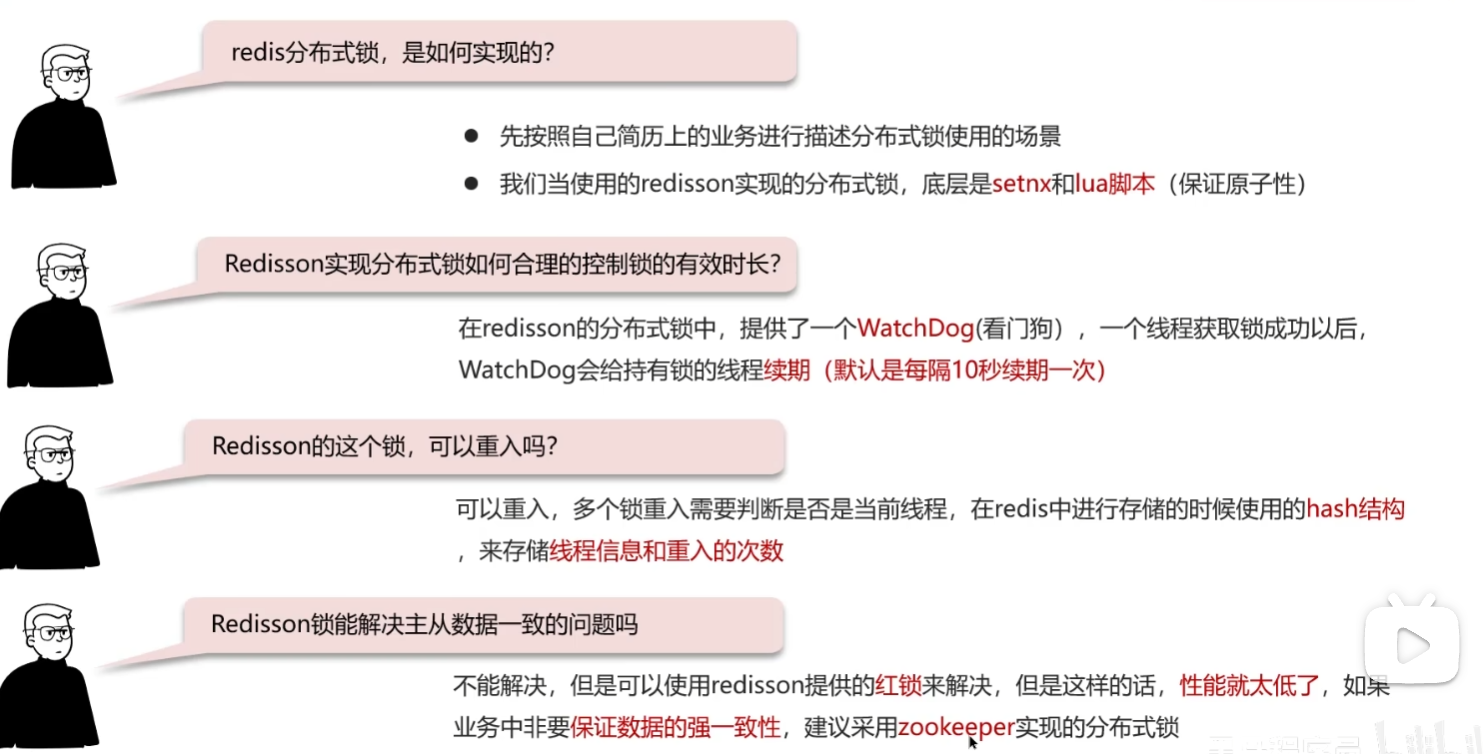 redis分布式锁，是如何实现的？
● 先按照自己简历上的业务进行描述分布式锁使用的场景
● 我们当使用的redisson实现的分布式锁，底层是setnx和lua脚本（保证原子性）
Redisson实现分布式锁如何合理的控制锁的有效时长？
在redisson的分布式锁中，提供了一个WatchDog(看门狗），一个线程获取锁成功以后，
WatchDog会给持有锁的线程续期（默认是每隔10秒续期一次）
Redisson的这个锁，可以重入吗？
可以重入，多个锁重入需要判断是否是当前线程，在redis中进行存储的时候使用的hash结构
，来存储线程信息和重入的次数
Redisson锁能解决主从数据一致的问题吗
不能解决，但是可以使用redisson提供的红锁来解决，但是这样的话，性能就太低了，如果
业务中非要保证数据的强一致性，建议采用zookeeper实现的分布式锁